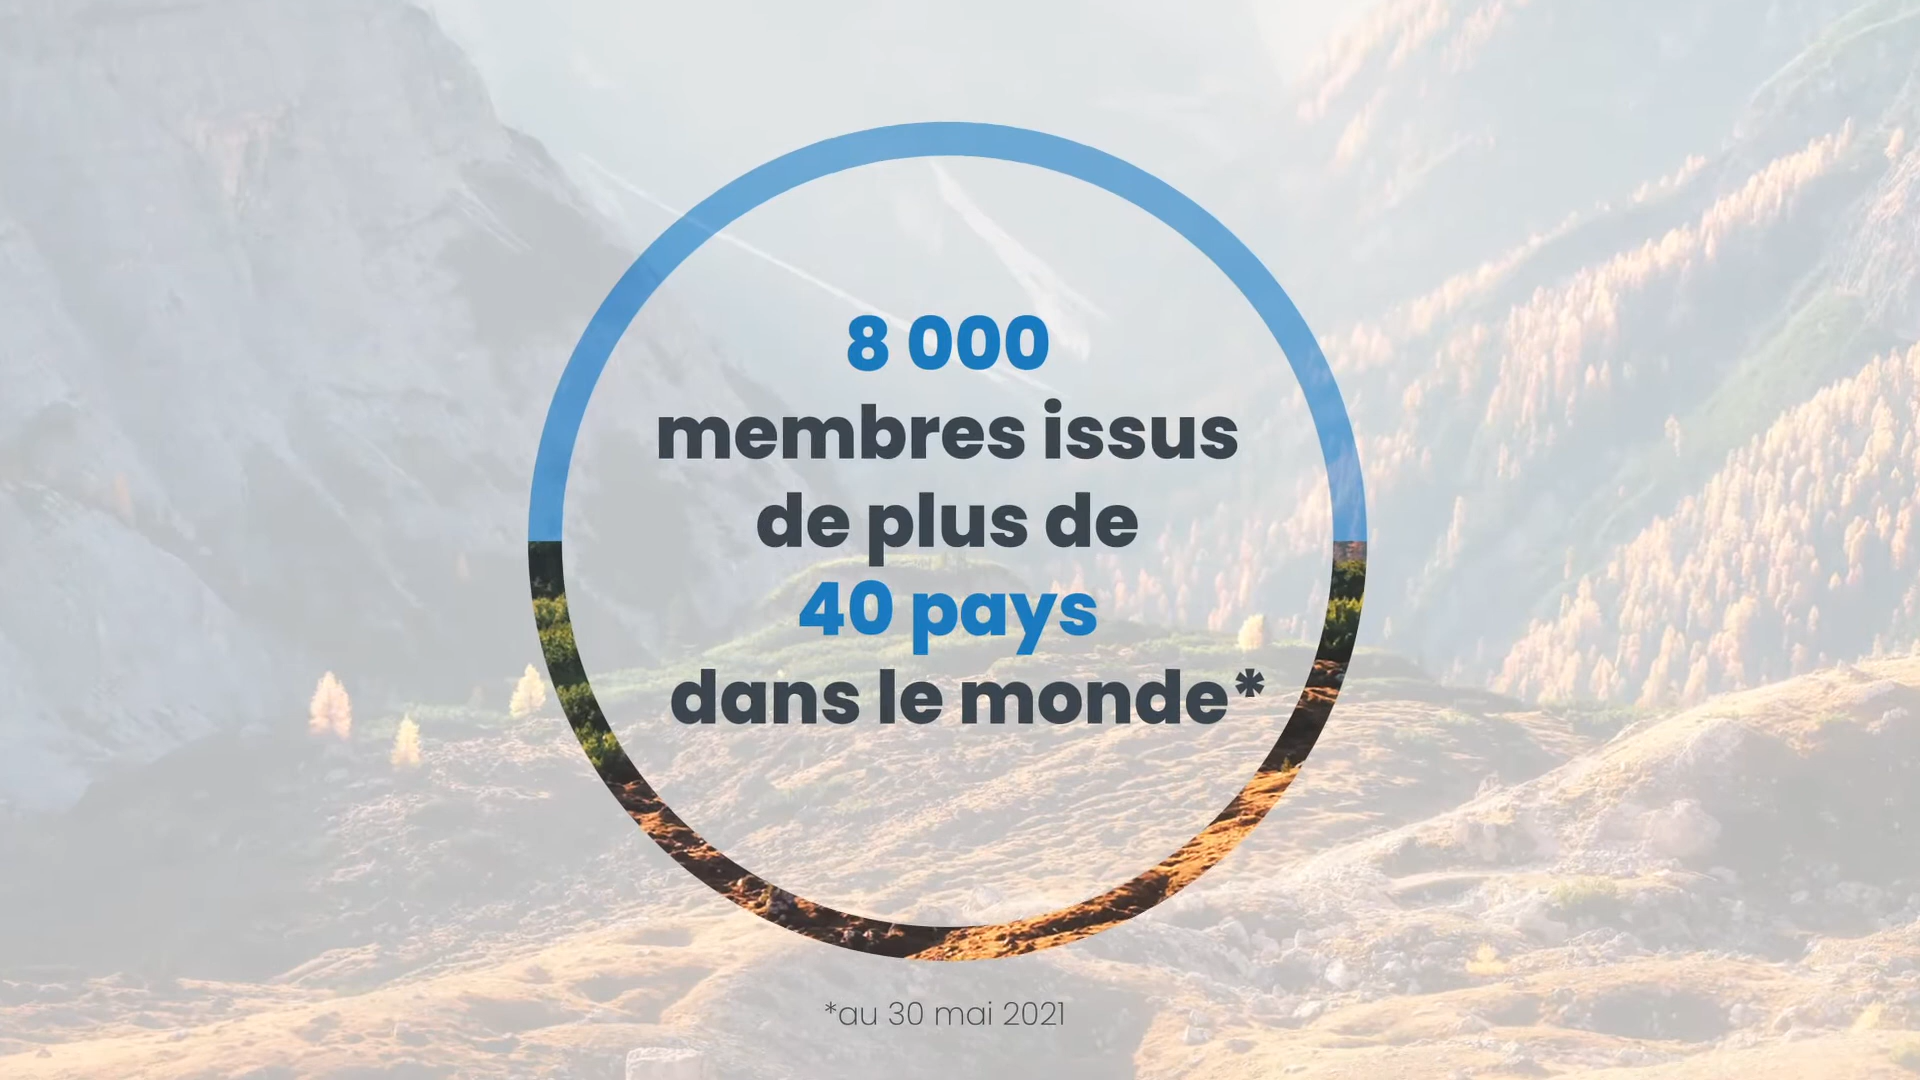 8 000
membres issus
de plus de
40 pays
dans le monde*
*au 30 mai 2021